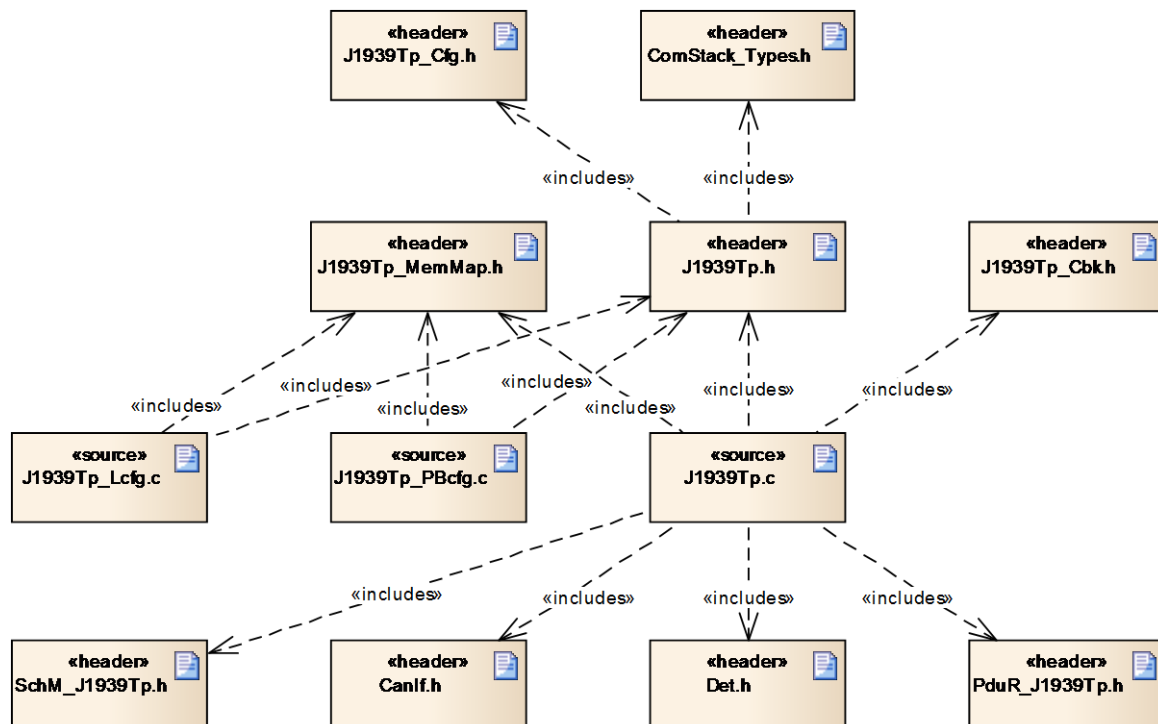 «header»
J1939Tp_Cfg.h
«header»
ComStack_Types.h
«includes»
«includes»
«header»
J1939Tp_MemMap.h
«header»
J1939Tp.h
«header»
J1939Tp_Cbk.h
«includes»
«includes»
«includes»
«includes»
«includes»
«includes»
«includes»
«source»
J1939Tp_Lcfg.c
«source»
J1939Tp_PBcfg.c
«source»
J1939Tp.c
«includes»
«includes»
«includes»
«includes»
«header»
SchM_J1939Tp.h
«header»
CanIf.h
«header»
Det.h
«header»
PduR_J1939Tp.h